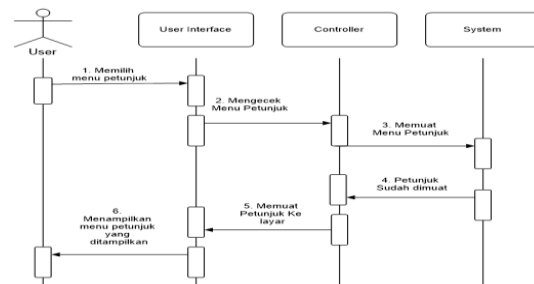 User
User Interface
Controller
System
1. Memilih
menu petunjuk
2. Mengecek
Menu Petunjuk
3. Memuat
Menu Petunjuk
4. Petunjuk
Sudah dimuat
5. Memuat
Petunjuk Ke
layar
6.
Menampilkan
menu petunjuk
yang
ditampilkan